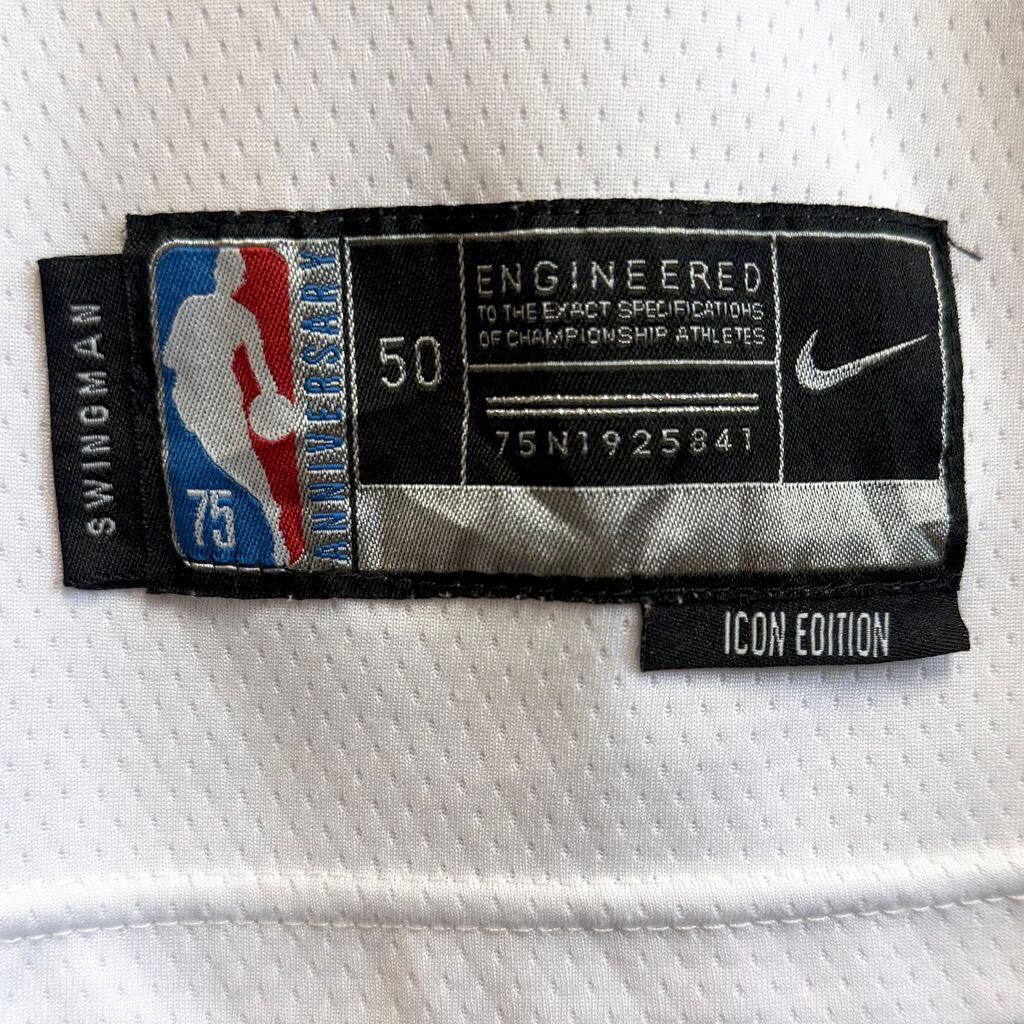 SWINGMAN
75
ANNIVERSARY
50
ENGINEERED
TO THE EXACT SPECIFICATIONS
OF CHAMPIONSHIP ATHLETES
75N1925841
ICON EDITION